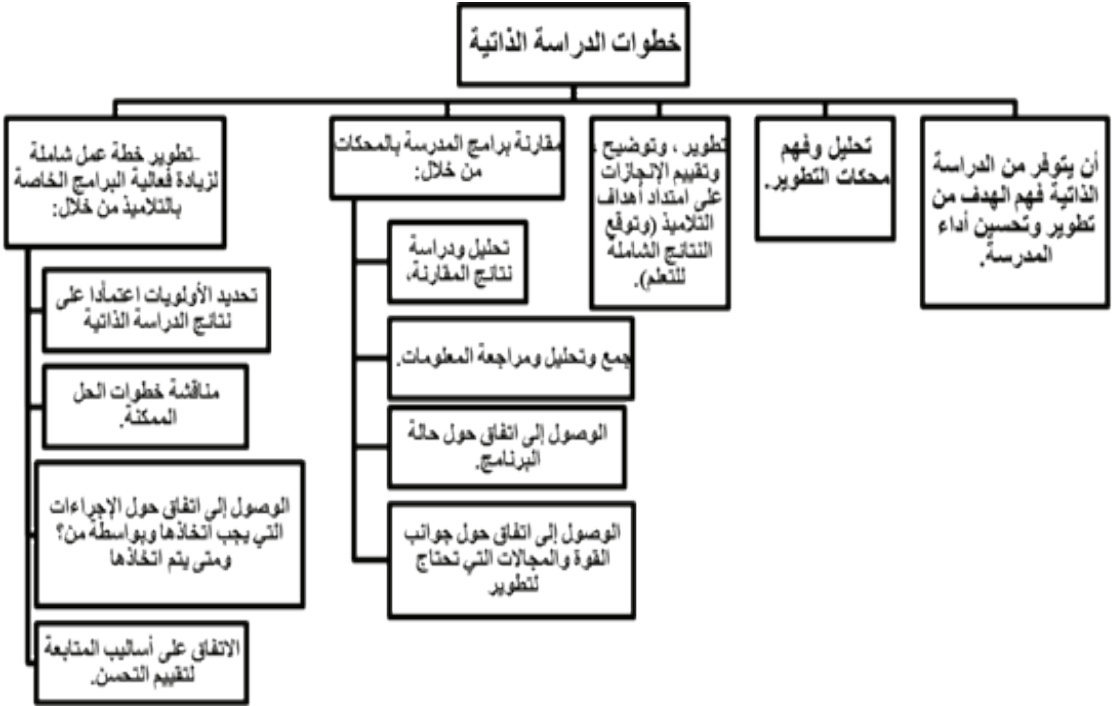 خطوات الدراسة الذاتية
أن يتوفر من الدراسة
الذاتية فهم الهدف من
تطوير وتحسين أداء
المدرسة.
تحليل وفهم
محكات التطوير.
تطوير ، وتوضيح ،
وتقييم الإنجازات
على امتداد أهداف
التلاميذ (وتوقع
النتائج الشاملة
للتعلم).
مقارنة برامج المدرسة بالمحكات
من خلال:
تحليل ودراسة
نتائج المقارنة،
جمع وتحليل ومراجعة المعلومات.
الوصول إلى اتفاق حول حالة
البرنامج.
الوصول إلى اتفاق حول جوانب
القوة والمجالات التي تحتاج
لتطوير
-تطوير خطة عمل شاملة
لزيادة فعالية البرامج الخاصة
بالتلاميذ من خلال:
تحديد الأولويات اعتمادا على
نتائج الدراسة الذاتية
مناقشة خطوات الحل
الممكنة.
الوصول إلى اتفاق حول الإجراءات
التي يجب اتخاذها وبواسطة من؟
ومتى يتم اتخاذها
الاتفاق على أساليب المتابعة
لتقييم التحسن.